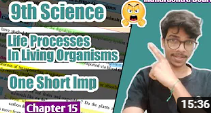 9th Science
Life Processes
In Living Organisms
One Short Imp
Chapter 15
15:36